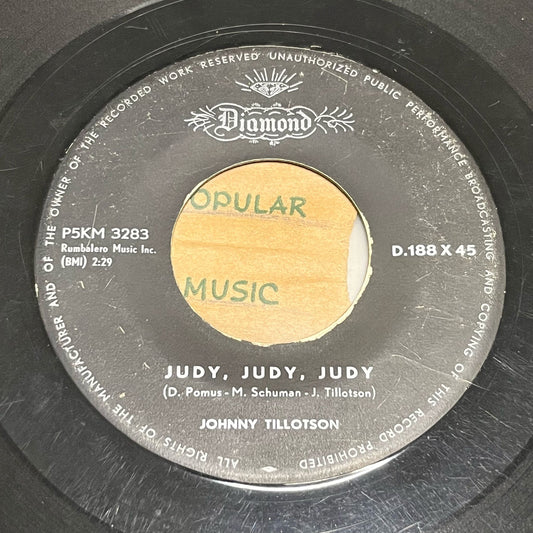 ALL RIGHTS OF THE MANUFACTURER AND OF THE OWNER OF THE RECORDED WORK RESERVED UNAUTHORIZED PUBLIC PERFORMANCE BROADCASTING AND COPYING OF THIS RECORD PROHIBITED
Diamond
OPULAR
MUSIC
P5KM 3283
Rumbalero Music Inc.
(BMI) 2:29
D.188 X 45
JUDY, JUDY, JUDY
(D. Pomus - M. Schuman - J. Tillotson)
JOHNNY TILLOTSON